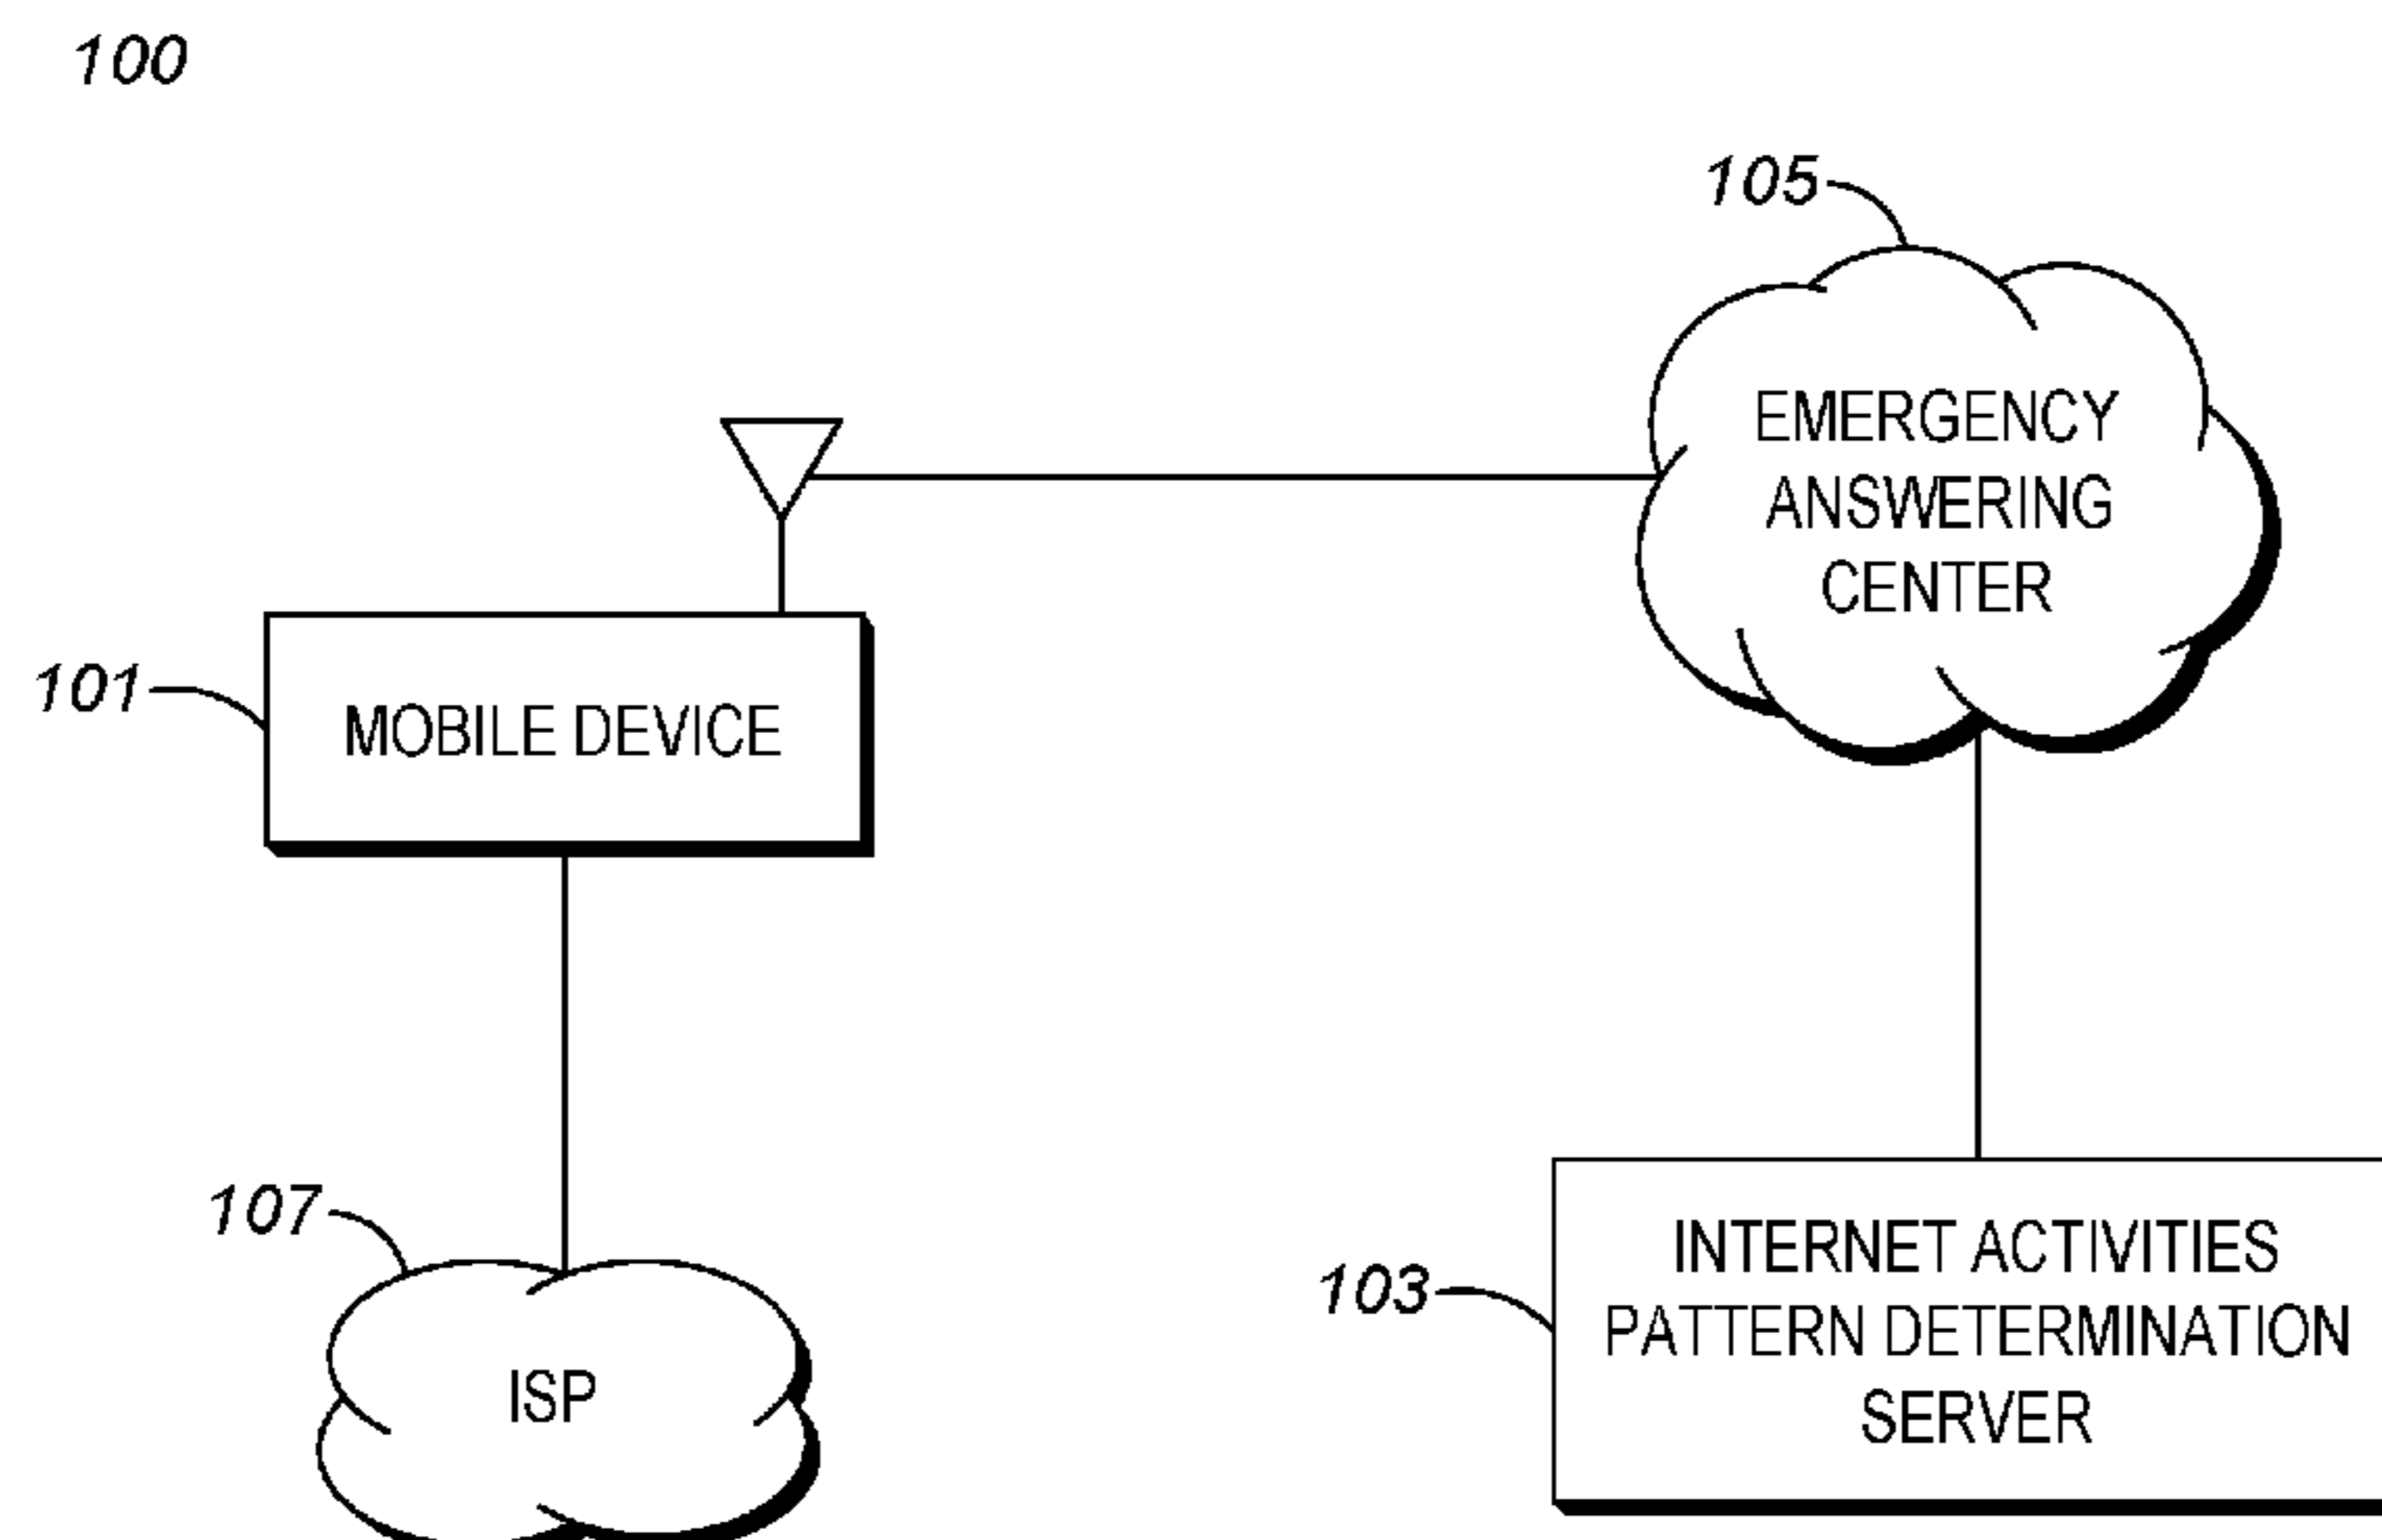 100
105
EMERGENCY
ANSWERING
CENTER
101
MOBILE DEVICE
107
ISP
103
INTERNET ACTIVITIES
PATTERN DETERMINATION
SERVER